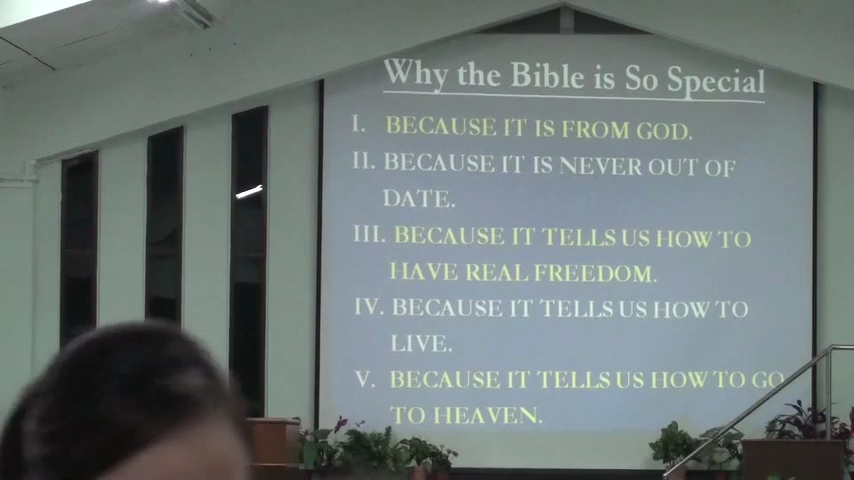 Why the Bible is So Special
I. BECAUSE IT IS FROM GOD.
II. BECAUSE IT IS NEVER OUT OF
DATE.
III. BECAUSE IT TELLS US HOW TO
HAVE REAL FREEDOM.
IV. BECAUSE IT TELLS US HOW TO
LIVE.
V. BECAUSE IT TELLS US HOW TO GO
TO HEAVEN.